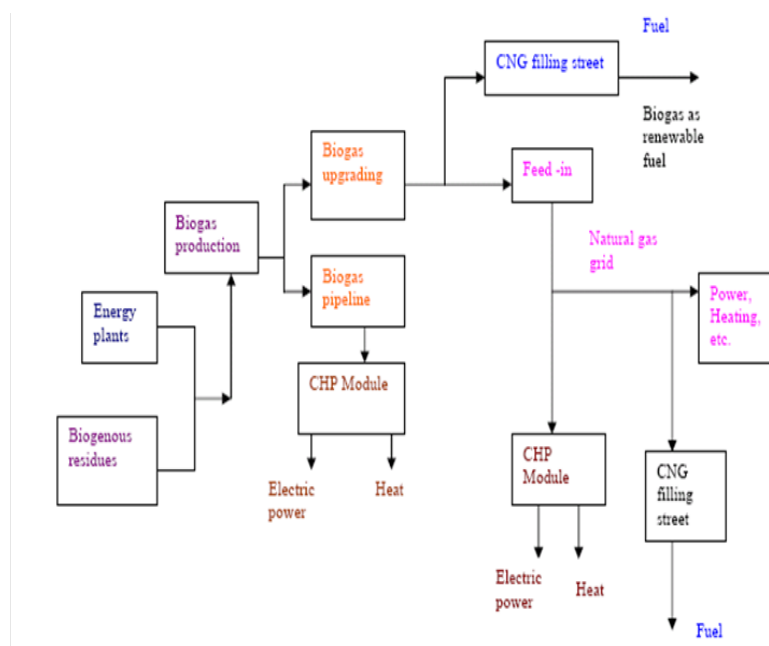 Fuel
CNG filling street
Biogas as
renewable
fuel
Biogas
upgrading
Feed -in
Biogas
production
Natural gas
grid
Biogas
pipeline
Power,
Heating,
etc.
Energy
plants
CHP Module
Biogenous
residues
Electric
power
Heat
CHP
Module
CNG
filling
street
Electric
power
Heat
Fuel